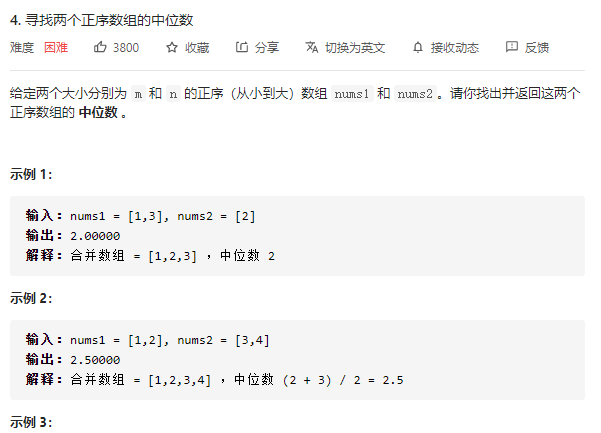 4. 寻找两个正序数组的中位数
难度 困难 3800 收藏 分享 切换为英文 接收动态 反馈
给定两个大小分别为 m 和 n 的正序（从小到大）数组 nums1 和 nums2。请你找出并返回这两个
正序数组的 中位数 。
示例 1：
输入：nums1 = [1,3], nums2 = [2]
输出：2.00000
解释：合并数组 = [1,2,3] ，中位数 2
示例 2：
输入：nums1 = [1,2], nums2 = [3,4]
输出：2.50000
解释：合并数组 = [1,2,3,4] ，中位数 (2 + 3) / 2 = 2.5
示例 3：